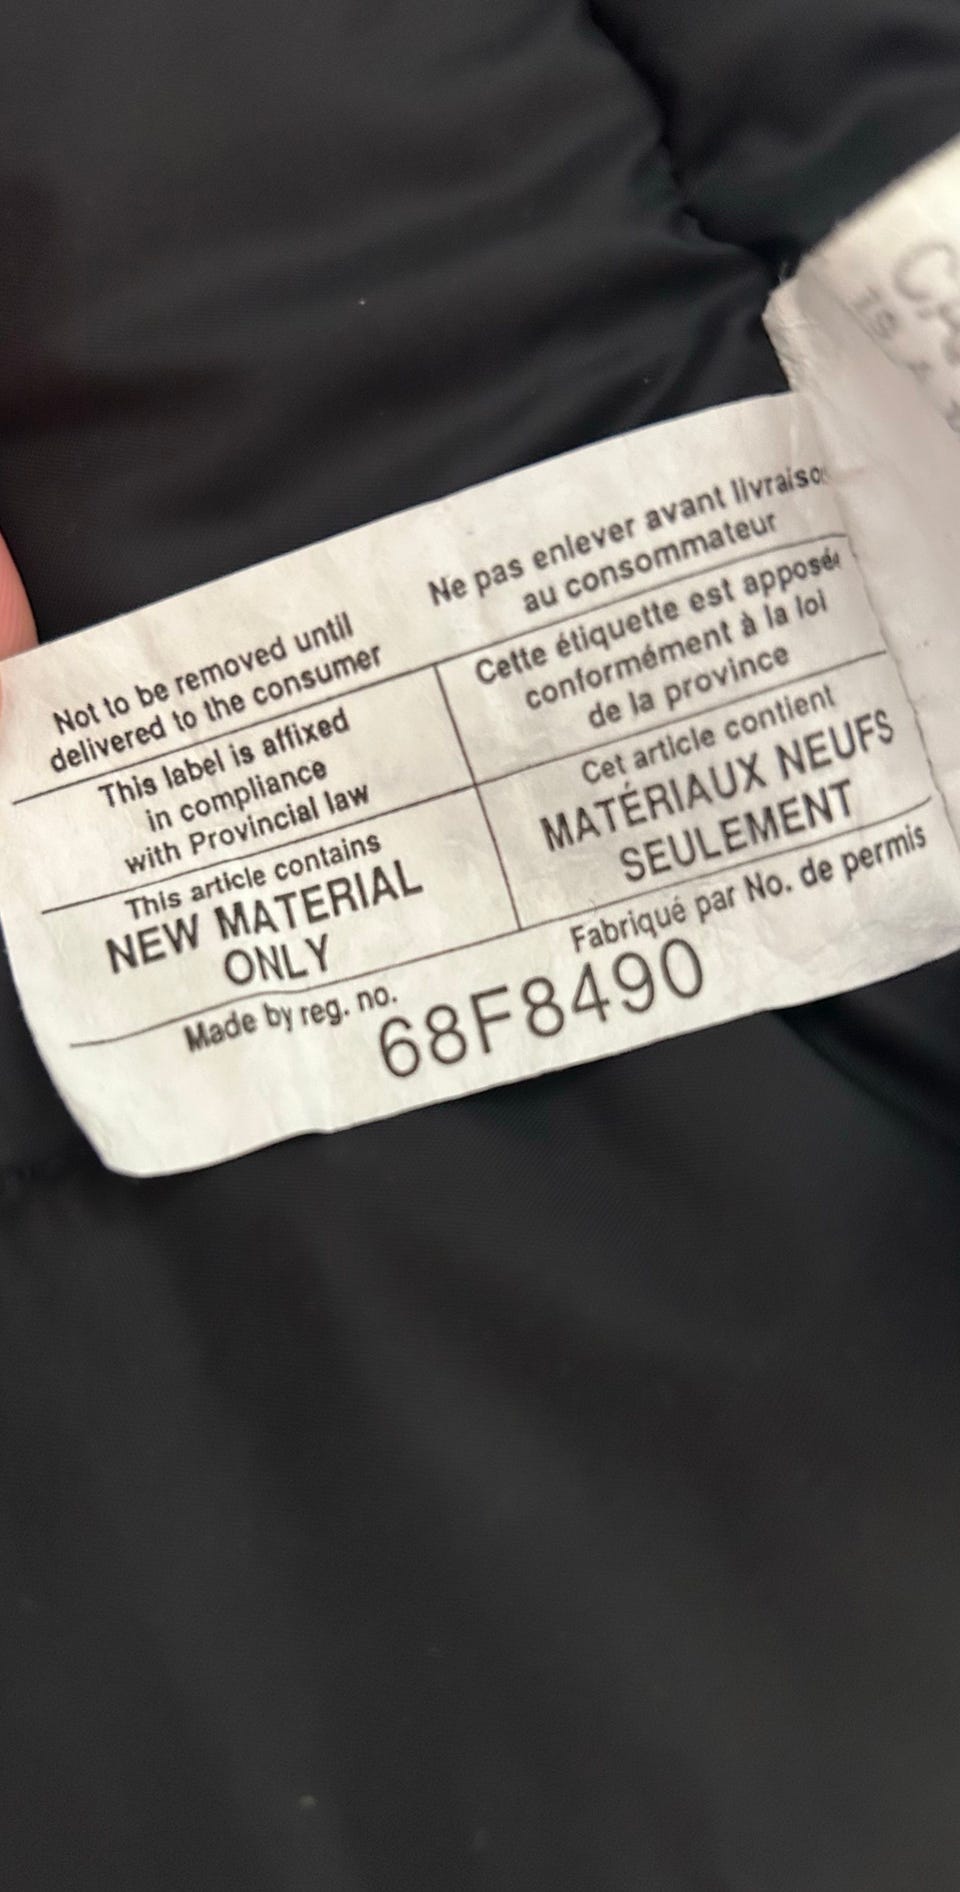 Not to be removed until
delivered to the consumer
Ne pas enlever avant
au consommateur
This label is affixed
in compliance
with Provincial law
Cette étiquette est apposée
conformément à la loi
de la province
This article contains
NEW MATERIAL
ONLY
Cet article contient
MATÉRIAUX NEUFS
SEULEMENT
Made by reg. no.
Fabriqué par No. de permis
68F8490